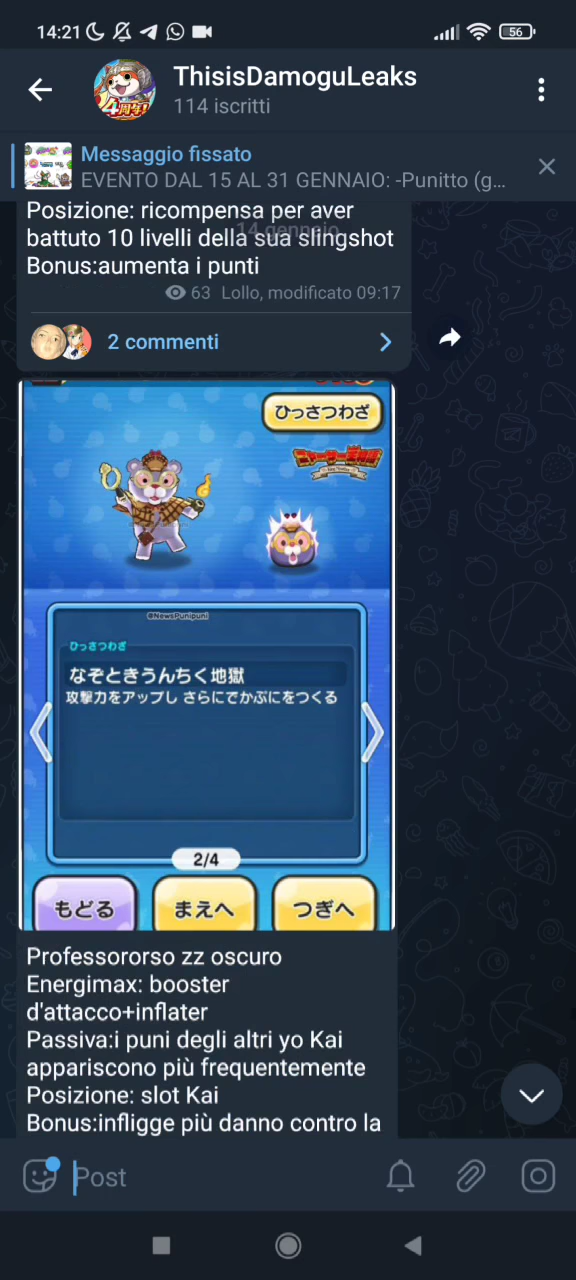 14:21
56
ThisisDamoguLeaks
114 iscritti
4周年!
Messaggio fissato
EVENTO DAL 15 AL 31 GENNAIO: -Punitto (g...
14 gennaio
Posizione: ricompensa per aver
battuto 10 livelli della sua slingshot
Bonus:aumenta i punti
63 Lollo, modificato 09:17
2 commenti
ひっさつわざ
@NewsPunipuni
ひっさつわざ
なぞときうんちく地獄
攻撃力をアップし さらにでかぷにをつくる
2/4
もどる
まえへ
つぎへ
Professororso zz oscuro
Energimax: booster
d'attacco+inflater
Passiva:i puni degli altri yo Kai
appariscono più frequentemente
Posizione: slot Kai
Bonus:infligge più danno contro la
Post